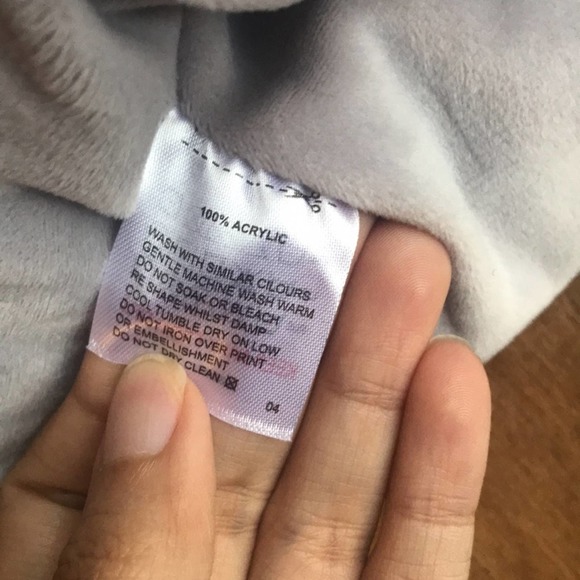 100% ACRYLIC
WASH WITH SIMILAR CILOURS
GENTLE MACHINE WASH WARM
DO NOT SOAK OR BLEACH
RE SHAPE WHILST DAMP
COOL TUMBLE DRY ON LOW
DO NOT IRON OVER PRINT
OR EMBELLISHMENT
DO NOT DRY CLEAN
04